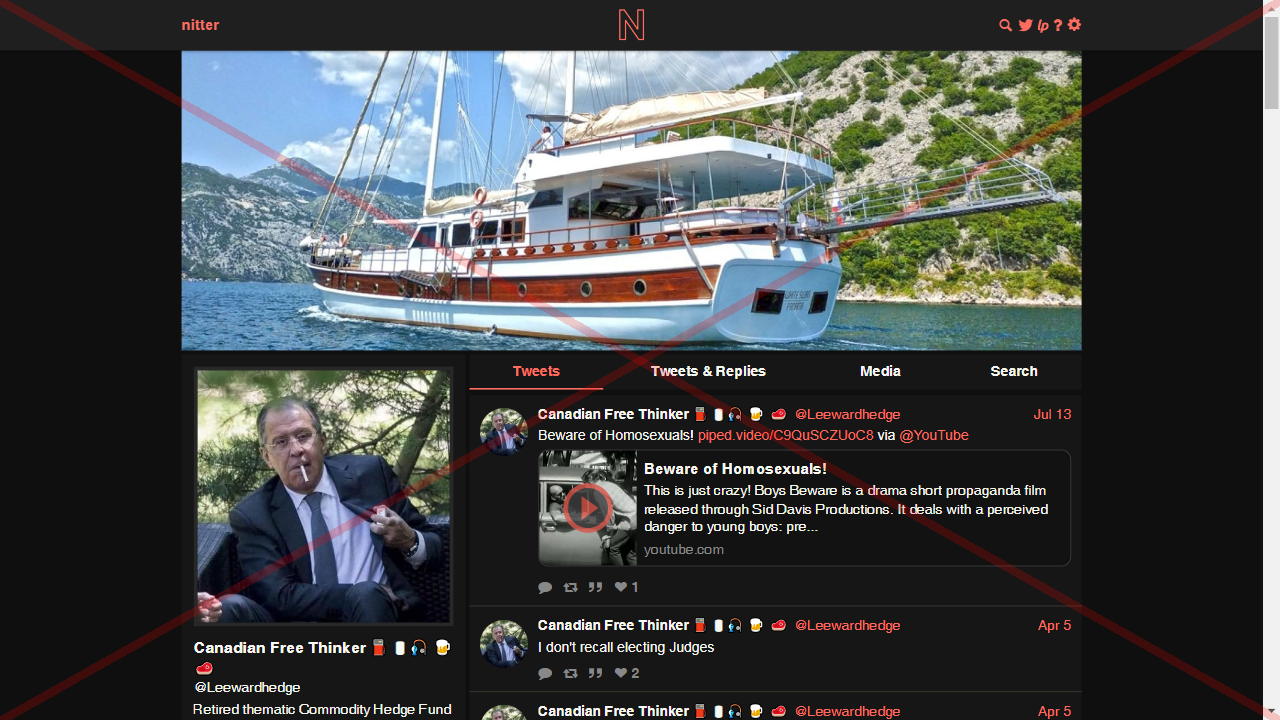 nitter
N
lp ?
Tweets
Tweets & Replies
Media
Search
Canadian Free Thinker
@Leewardhedge
Retired thematic Commodity Hedge Fund
Canadian Free Thinker @Leewardhedge Jul 13
Beware of Homosexuals! piped.video/C9QuSCZUoC8 via @YouTube
Beware of Homosexuals!
This is just crazy! Boys Beware is a drama short propaganda film
released through Sid Davis Productions. It deals with a perceived
danger to young boys: pre...
youtube.com
1
Canadian Free Thinker @Leewardhedge Apr 5
I don't recall electing Judges
2
Canadian Free Thinker @Leewardhedge Apr 5